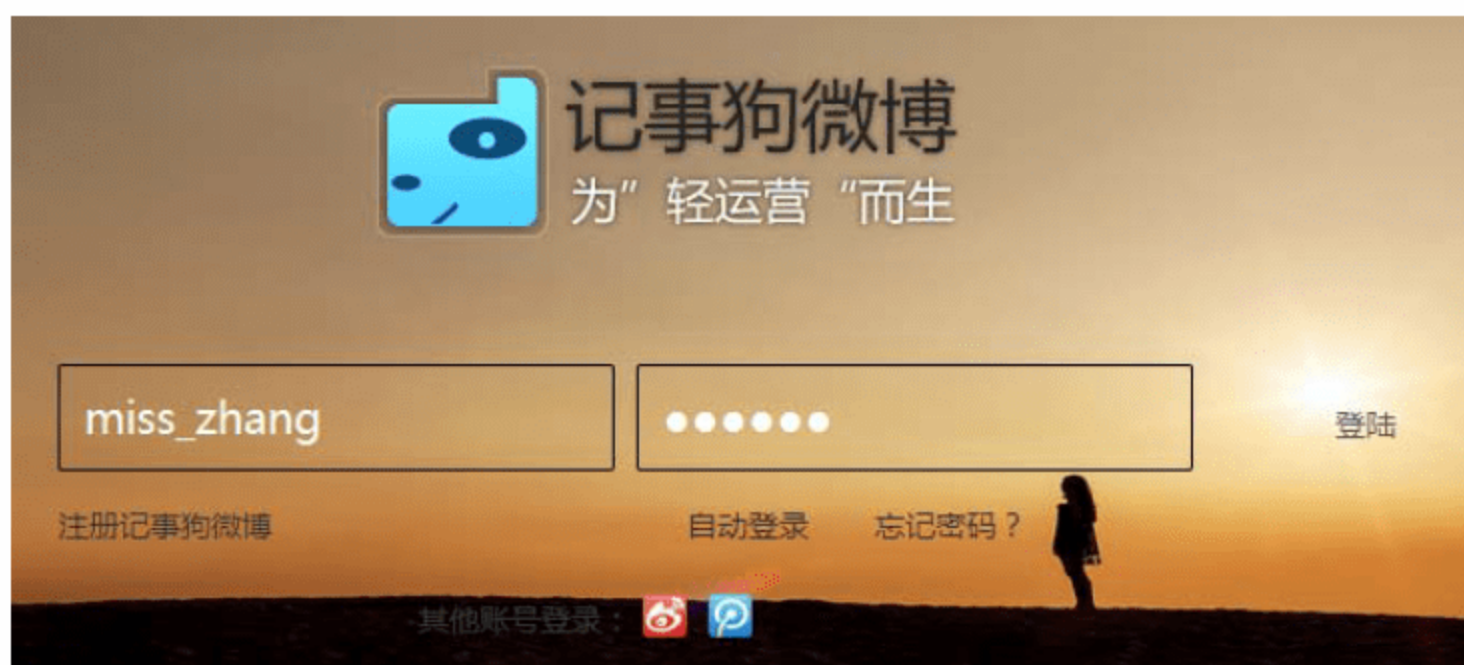 记事狗微博
为”轻运营“而生
miss_zhang
••••••
登陆
注册记事狗微博
自动登录
忘记密码？
其他账号登录：